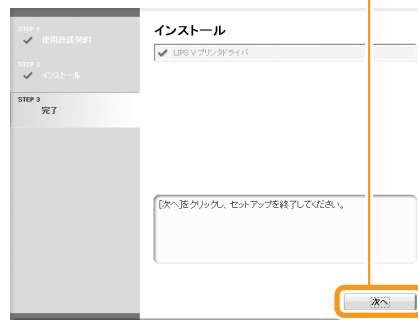 STEP 1
使用許諾契約
STEP 2
インストール
STEP 3
完了
インストール
LIPS V プリンタドライバ
[次へ]をクリックし、セットアップを終了してください。
次へ